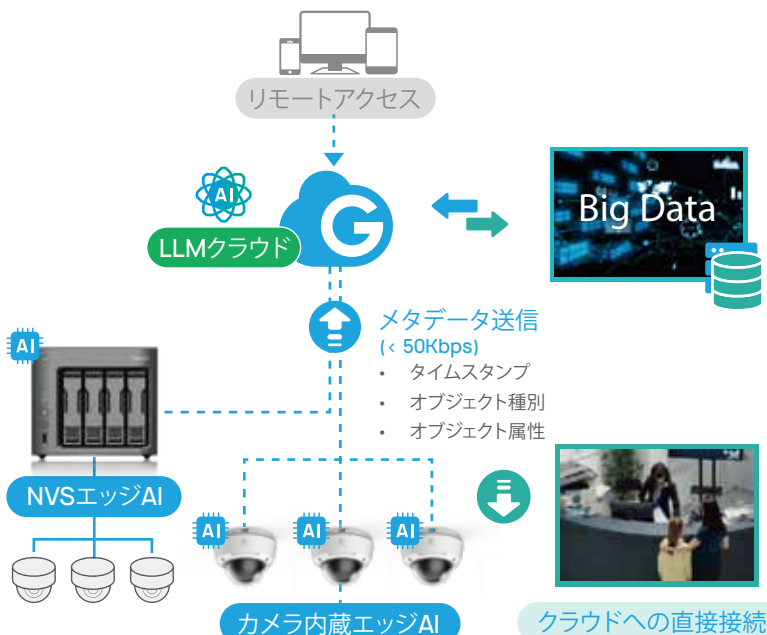 リモートアクセス
AI
G
LLMクラウド
Big Data
メタデータ送信
(< 50Kbps)
• タイムスタンプ
• オブジェクト種別
• オブジェクト属性
AI
NVSエッジAI
AI
AI
AI
カメラ内蔵エッジAI
クラウドへの直接接続